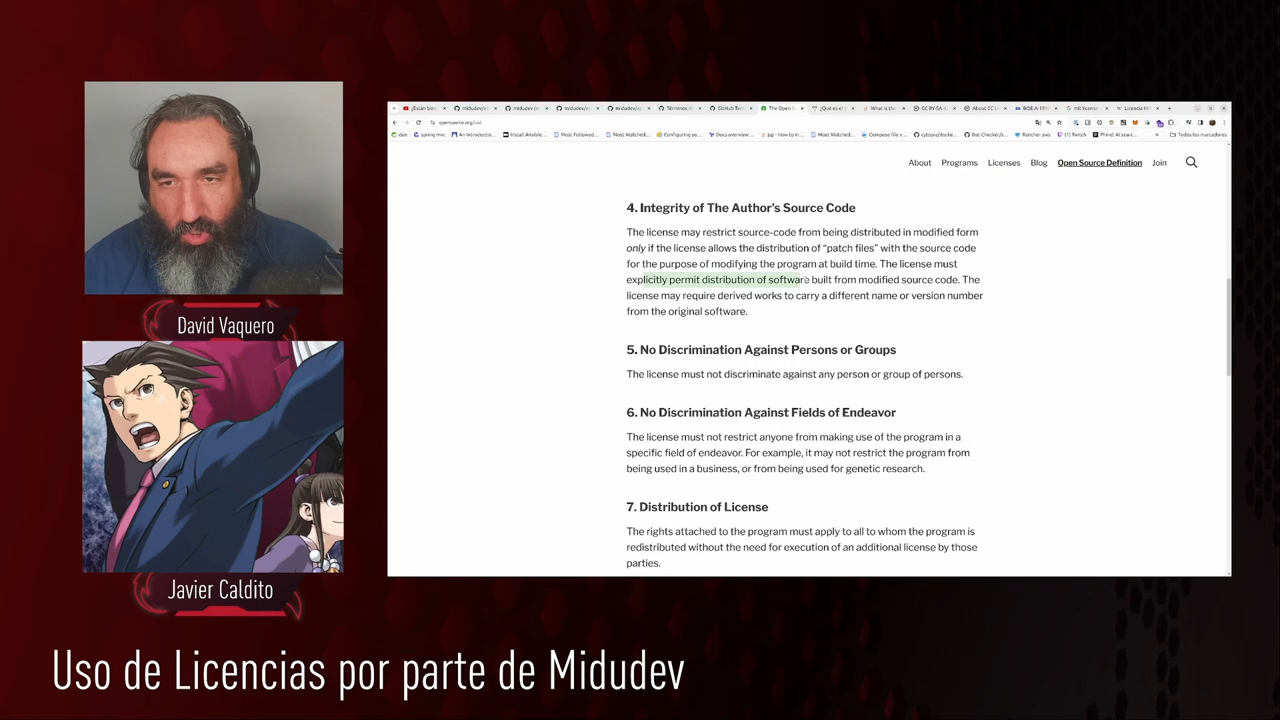 David Vaquero
Javier Caldito
Uso de Licencias por parte de Midudev
opensource.org/osd
About Programs Licenses Blog Open Source Definition Join
4. Integrity of The Author's Source Code
The license may restrict source-code from being distributed in modified form
only if the license allows the distribution of “patch files” with the source code
for the purpose of modifying the program at build time. The license must
explicitly permit distribution of software built from modified source code. The
license may require derived works to carry a different name or version number
from the original software.
5. No Discrimination Against Persons or Groups
The license must not discriminate against any person or group of persons.
6. No Discrimination Against Fields of Endeavor
The license must not restrict anyone from making use of the program in a
specific field of endeavor. For example, it may not restrict the program from
being used in a business, or from being used for genetic research.
7. Distribution of License
The rights attached to the program must apply to all to whom the program is
redistributed without the need for execution of an additional license by those
parties.